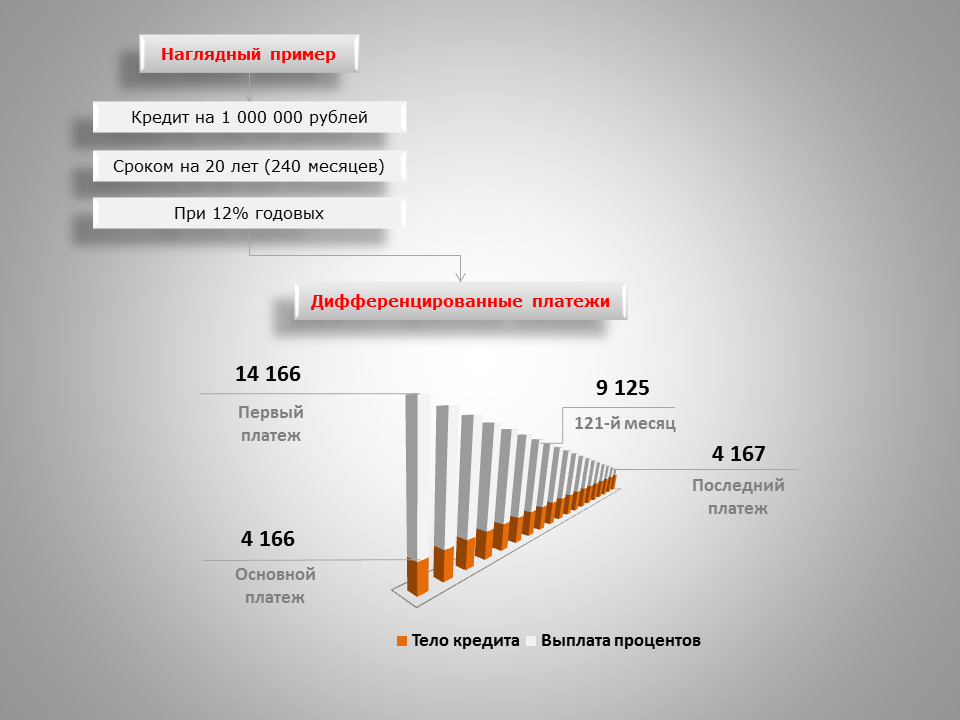 Наглядный пример
Кредит на 1 000 000 рублей
Сроком на 20 лет (240 месяцев)
При 12% годовых
Дифференцированные платежи
14 166
Первый
платеж
9 125
121-й месяц
4 167
Последний
платеж
4 166
Основной
платеж
Тело кредита
Выплата процентов